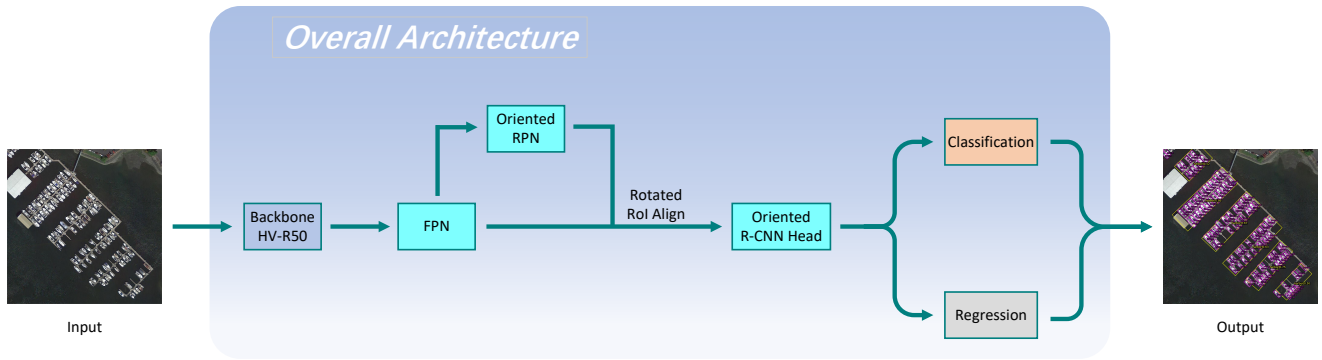 Overall Architecture
Oriented
RPN
Classification
Rotated
RoI Align
Backbone
HV-R50
FPN
Oriented
R-CNN Head
Regression
Input
Output